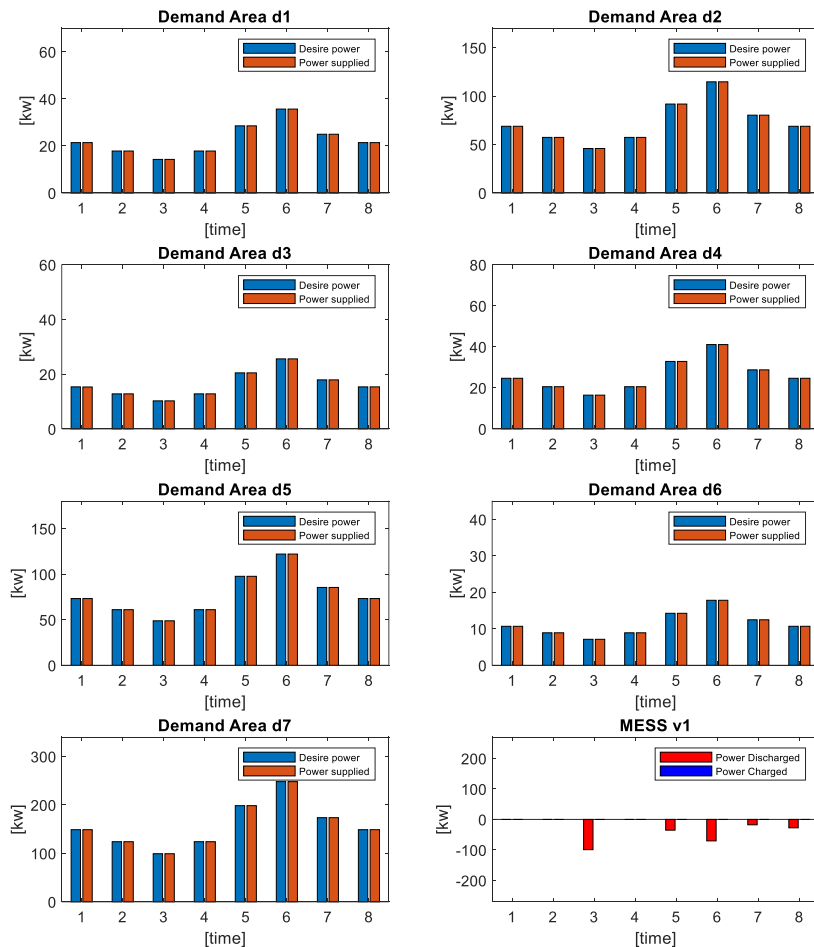 Demand Area d1
60
40
20
0
[kw]
Desire power
Power supplied
1 2 3 4 5 6 7 8
[time]
Demand Area d2
150
100
50
0
[kw]
Desire power
Power supplied
1 2 3 4 5 6 7 8
[time]
Demand Area d3
60
40
20
0
[kw]
Desire power
Power supplied
1 2 3 4 5 6 7 8
[time]
Demand Area d4
80
60
40
20
0
[kw]
Desire power
Power supplied
1 2 3 4 5 6 7 8
[time]
Demand Area d5
150
100
50
0
[kw]
Desire power
Power supplied
1 2 3 4 5 6 7 8
[time]
Demand Area d6
40
30
20
10
0
[kw]
Desire power
Power supplied
1 2 3 4 5 6 7 8
[time]
Demand Area d7
300
200
100
0
[kw]
Desire power
Power supplied
1 2 3 4 5 6 7 8
[time]
MESS v1
200
100
0
-100
-200
[kw]
Power Discharged
Power Charged
1 2 3 4 5 6 7 8
[time]